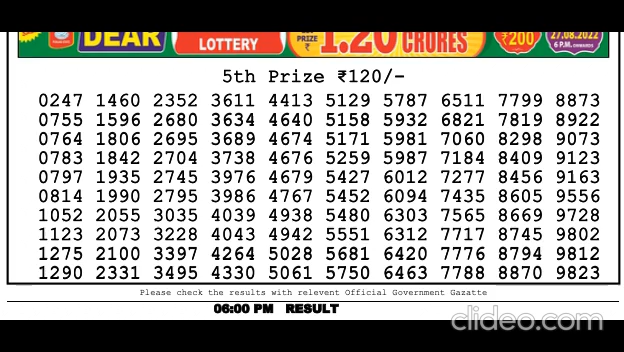 DEAR
LOTTERY
PRIZE ₹ 1.20 CRORES
₹200
27.08.2022
6 P.M. ONWARDS
5th Prize ₹120/-
0247 1460 2352 3611 4413 5129 5787 6511 7799 8873
0755 1596 2680 3634 4640 5158 5932 6821 7819 8922
0764 1806 2695 3689 4674 5171 5981 7060 8298 9073
0783 1842 2704 3738 4676 5259 5987 7184 8409 9123
0797 1935 2745 3976 4679 5427 6012 7277 8456 9163
0814 1990 2795 3986 4767 5452 6094 7435 8605 9556
1052 2055 3035 4039 4938 5480 6303 7565 8669 9728
1123 2073 3228 4043 4942 5551 6312 7717 8745 9802
1275 2100 3397 4264 5028 5681 6420 7776 8794 9812
1290 2331 3495 4330 5061 5750 6463 7788 8870 9823
Please check the results with relevent Official Government Gazatte
06:00 PM RESULT
clideo.com